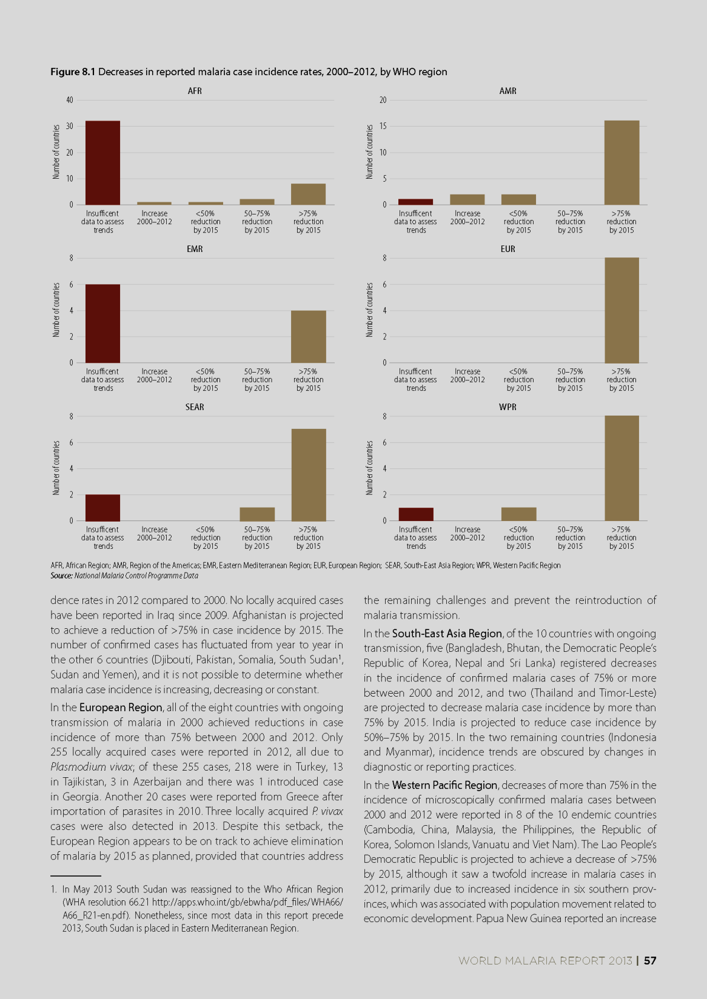 Figure 8.1 Decreases in reported malaria case incidence rates, 2000–2012, by WHO region
AFR
Number of countries
40
30
20
10
0
Insufficent data to assess trends
Increase 2000–2012
<50% reduction by 2015
50–75% reduction by 2015
>75% reduction by 2015
AMR
Number of countries
20
15
10
5
0
Insufficent data to assess trends
Increase 2000–2012
<50% reduction by 2015
50–75% reduction by 2015
>75% reduction by 2015
EMR
Number of countries
8
6
4
2
0
Insufficent data to assess trends
Increase 2000–2012
<50% reduction by 2015
50–75% reduction by 2015
>75% reduction by 2015
EUR
Number of countries
8
6
4
2
0
Insufficent data to assess trends
Increase 2000–2012
<50% reduction by 2015
50–75% reduction by 2015
>75% reduction by 2015
SEAR
Number of countries
8
6
4
2
0
Insufficent data to assess trends
Increase 2000–2012
<50% reduction by 2015
50–75% reduction by 2015
>75% reduction by 2015
WPR
Number of countries
8
6
4
2
0
Insufficent data to assess trends
Increase 2000–2012
<50% reduction by 2015
50–75% reduction by 2015
>75% reduction by 2015
AFR, African Region; AMR, Region of the Americas; EMR, Eastern Mediterranean Region; EUR, European Region; SEAR, South-East Asia Region; WPR, Western Pacific Region
Source: National Malaria Control Programme Data
dence rates in 2012 compared to 2000. No locally acquired cases
have been reported in Iraq since 2009. Afghanistan is projected
to achieve a reduction of >75% in case incidence by 2015. The
number of confirmed cases has fluctuated from year to year in
the other 6 countries (Djibouti, Pakistan, Somalia, South Sudan¹,
Sudan and Yemen), and it is not possible to determine whether
malaria case incidence is increasing, decreasing or constant.
In the European Region, all of the eight countries with ongoing
transmission of malaria in 2000 achieved reductions in case
incidence of more than 75% between 2000 and 2012. Only
255 locally acquired cases were reported in 2012, all due to
Plasmodium vivax; of these 255 cases, 218 were in Turkey, 13
in Tajikistan, 3 in Azerbaijan and there was 1 introduced case
in Georgia. Another 20 cases were reported from Greece after
importation of parasites in 2010. Three locally acquired P. vivax
cases were also detected in 2013. Despite this setback, the
European Region appears to be on track to achieve elimination
of malaria by 2015 as planned, provided that countries address
1. In May 2013 South Sudan was reassigned to the Who African Region
(WHA resolution 66.21 http://apps.who.int/gb/ebwha/pdf_files/WHA66/
A66_R21-en.pdf). Nonetheless, since most data in this report precede
2013, South Sudan is placed in Eastern Mediterranean Region.
the remaining challenges and prevent the reintroduction of
malaria transmission.
In the South-East Asia Region, of the 10 countries with ongoing
transmission, five (Bangladesh, Bhutan, the Democratic People's
Republic of Korea, Nepal and Sri Lanka) registered decreases
in the incidence of confirmed malaria cases of 75% or more
between 2000 and 2012, and two (Thailand and Timor-Leste)
are projected to decrease malaria case incidence by more than
75% by 2015. India is projected to reduce case incidence by
50%–75% by 2015. In the two remaining countries (Indonesia
and Myanmar), incidence trends are obscured by changes in
diagnostic or reporting practices.
In the Western Pacific Region, decreases of more than 75% in the
incidence of microscopically confirmed malaria cases between
2000 and 2012 were reported in 8 of the 10 endemic countries
(Cambodia, China, Malaysia, the Philippines, the Republic of
Korea, Solomon Islands, Vanuatu and Viet Nam). The Lao People's
Democratic Republic is projected to achieve a decrease of >75%
by 2015, although it saw a twofold increase in malaria cases in
2012, primarily due to increased incidence in six southern prov-
inces, which was associated with population movement related to
economic development. Papua New Guinea reported an increase
WORLD MALARIA REPORT 2013 | 57